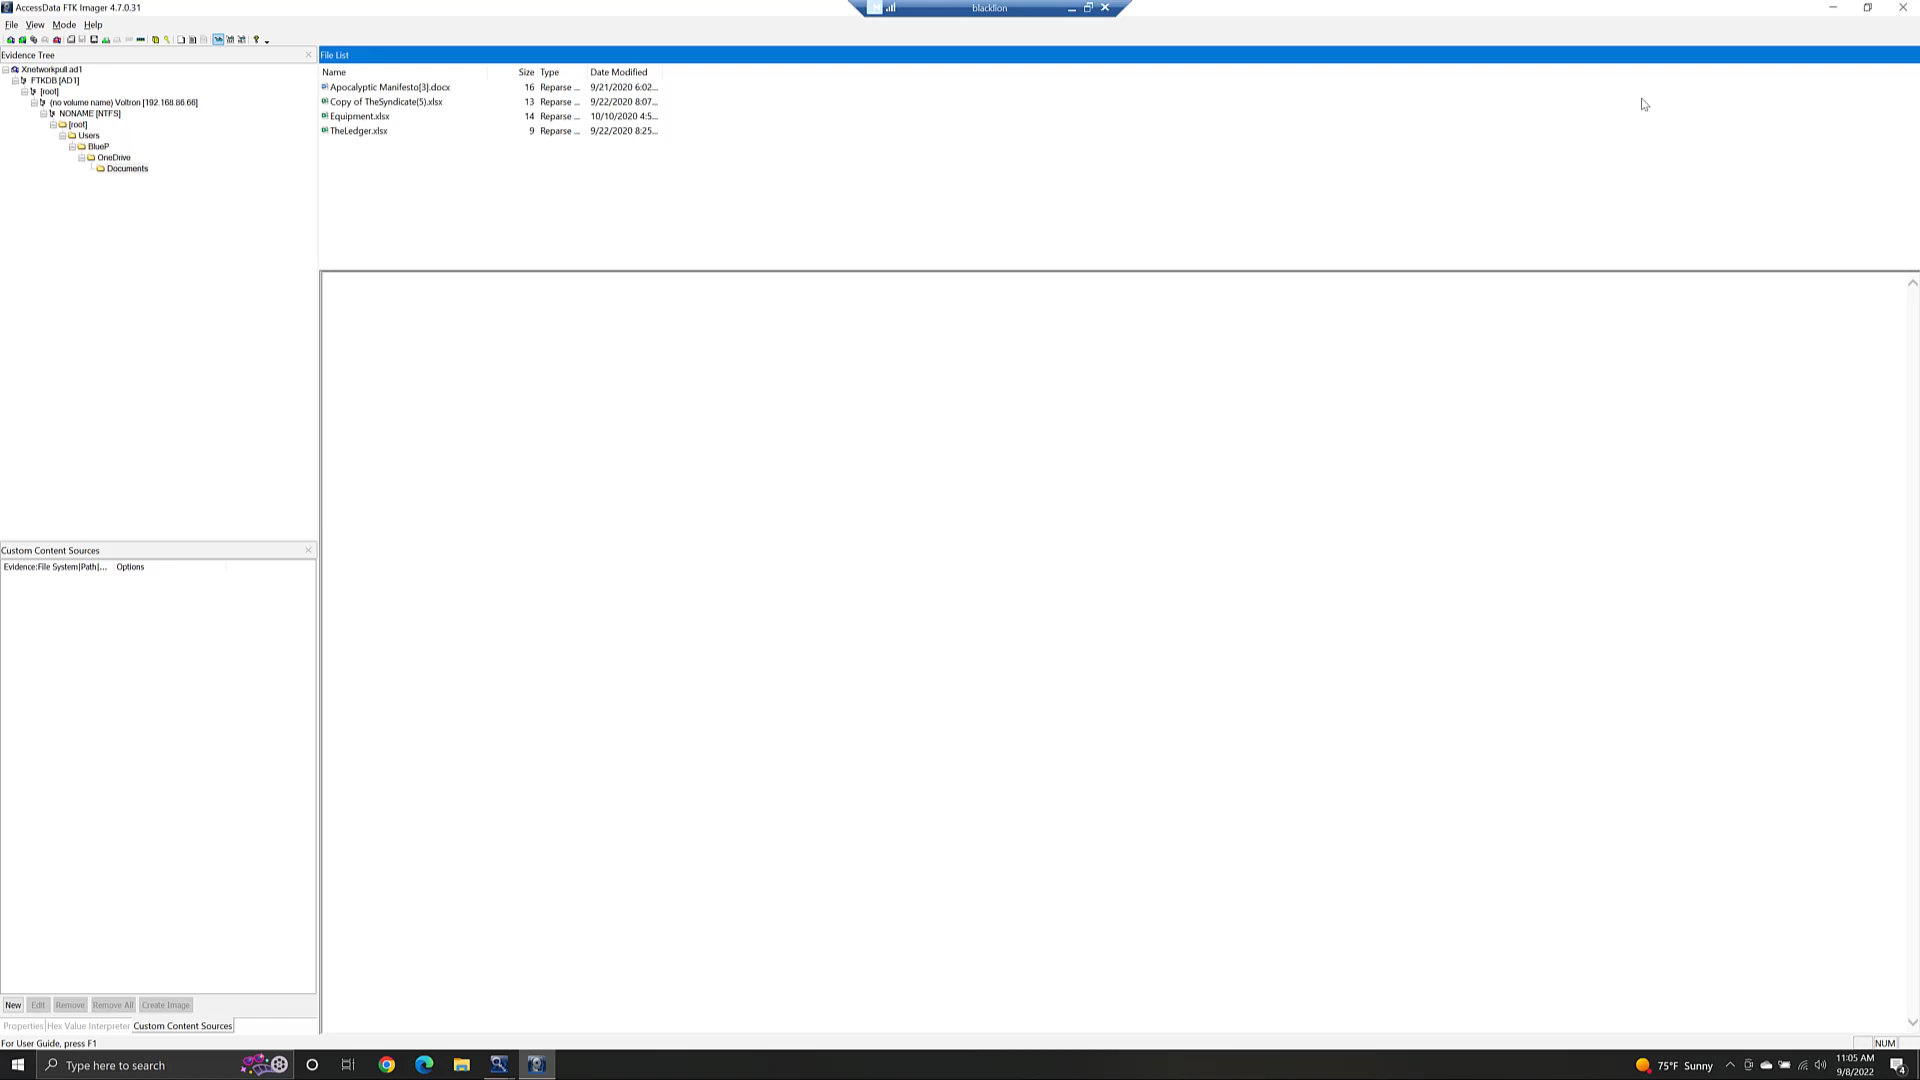 AccessData FTK Imager 4.7.0.31
blacklion
File View Mode Help
Evidence Tree
Xnetworkpull.ad1
FTKDB [AD1]
[root]
(no volume name) Voltron [192.168.86.66]
NONAME [NTFS]
[root]
Users
BlueP
OneDrive
Documents
File List
Name Size Type Date Modified
Apocalyptic Manifesto[3].docx 16 Reparse ... 9/21/2020 6:02...
Copy of TheSyndicate(5).xlsx 13 Reparse ... 9/22/2020 8:07...
Equipment.xlsx 14 Reparse ... 10/10/2020 4:5...
TheLedger.xlsx 9 Reparse ... 9/22/2020 8:25...
Custom Content Sources
Evidence:File System|Path|... Options
New Edit Remove Remove All Create Image
Properties Hex Value Interpreter Custom Content Sources
For User Guide, press F1
NUM
Type here to search
75°F Sunny
11:05 AM
9/8/2022
4